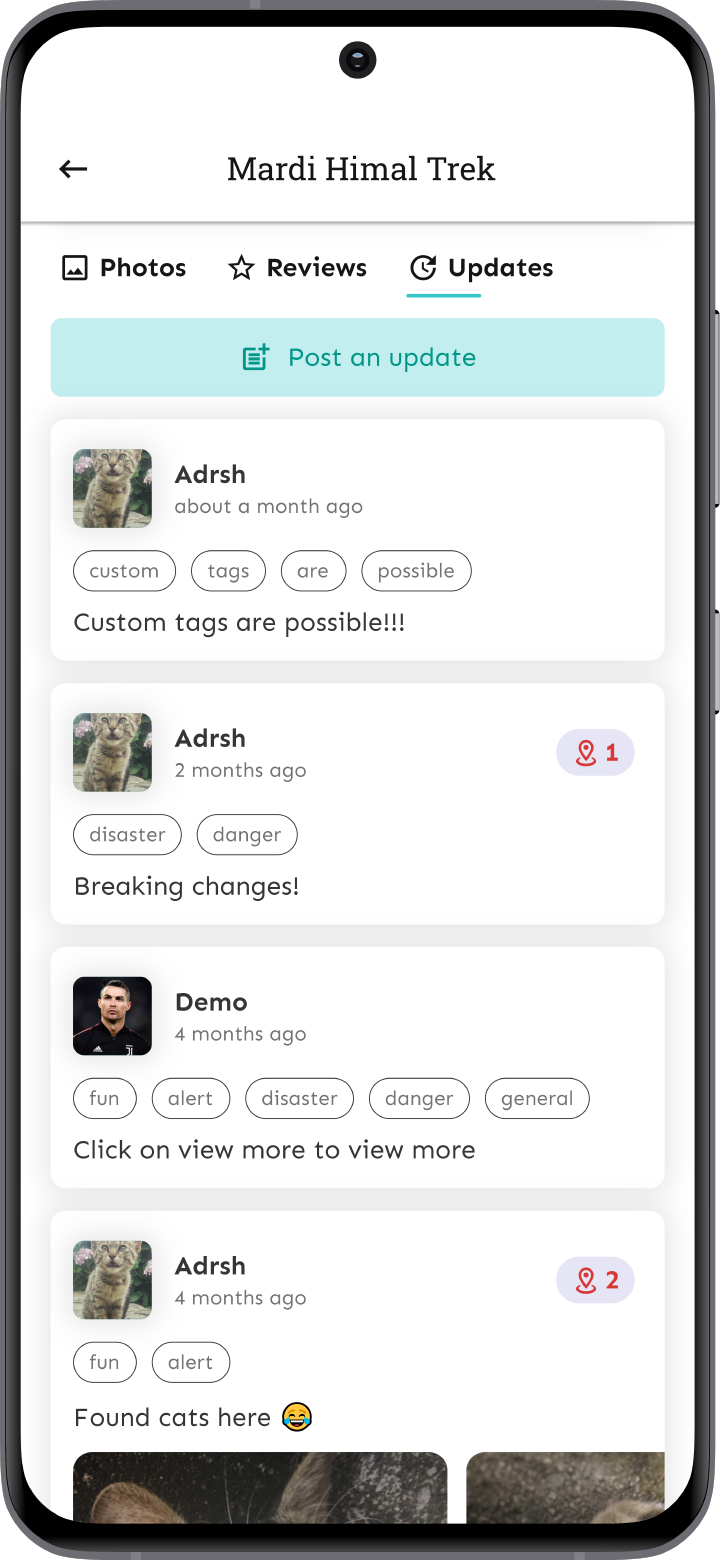 Mardi Himal Trek
Photos Reviews Updates
Post an update
Adrsh
about a month ago
custom tags are possible
Custom tags are possible!!!
Adrsh
2 months ago
1
disaster danger
Breaking changes!
Demo
4 months ago
fun alert disaster danger general
Click on view more to view more
Adrsh
4 months ago
2
fun alert
Found cats here 😂